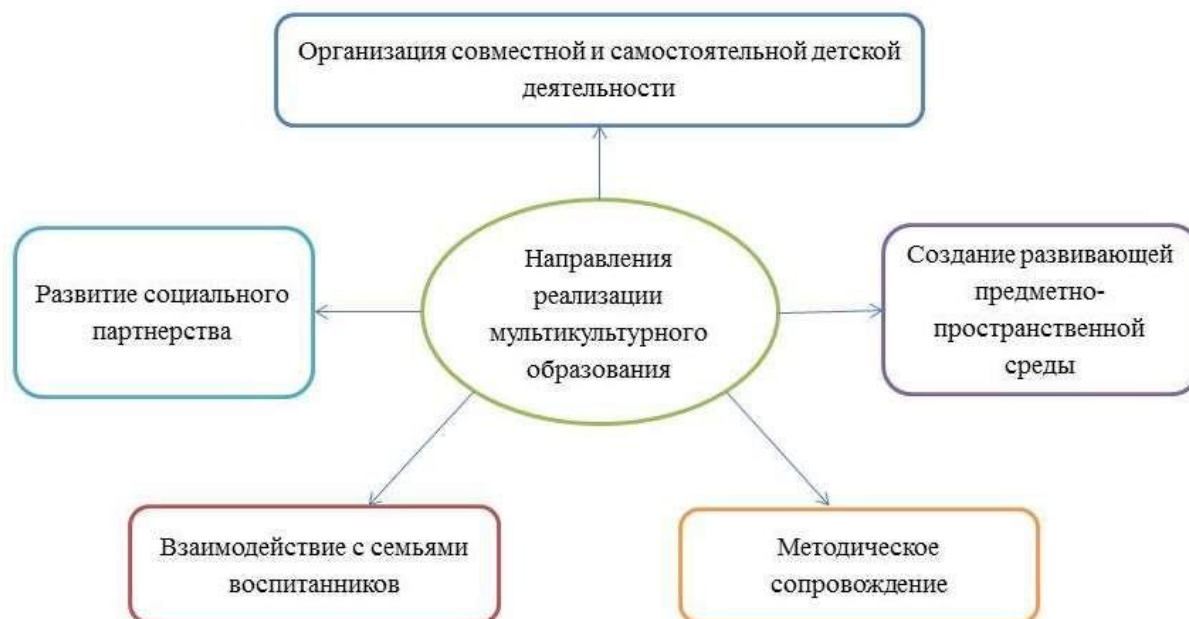 Организация совместной и самостоятельной детской
деятельности
Развитие социального
партнерства
Направления
реализации
мультикультурного
образования
Создание развивающей
предметно-
пространственной
среды
Взаимодействие с семьями
воспитанников
Методическое
сопровождение